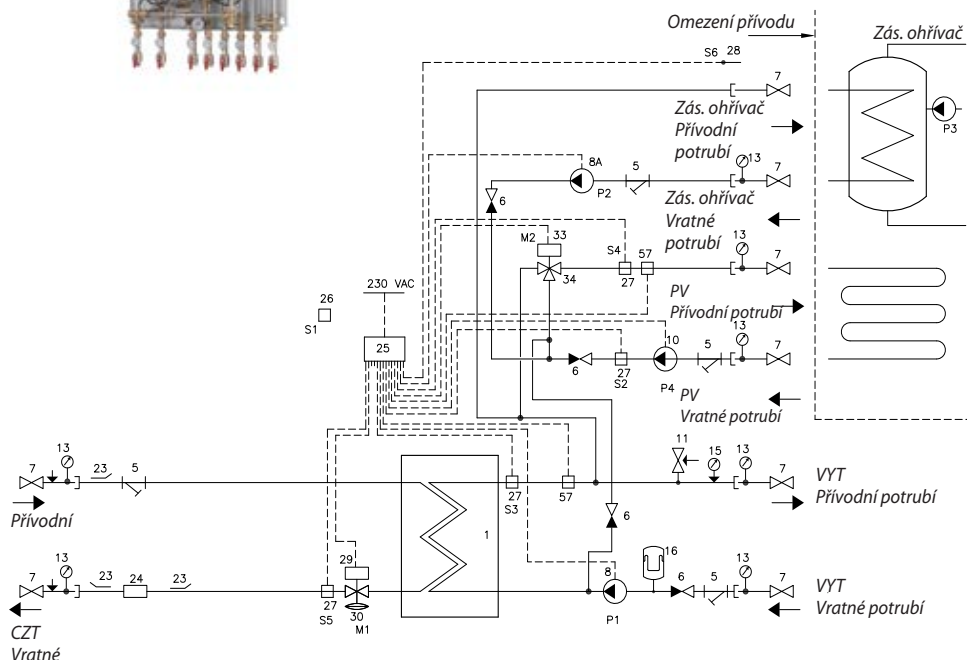 Omezení přívodu
Zás. ohřívač
S6 28
7
Zás. ohřívač
Přívodní
potrubí
P3
8A
P2
5
13
7
6
Zás. ohřívač
Vratné
potrubí
M2 33
34
S4 57
27
13
7
PV
Přívodní potrubí
230 VAC
26
S1
25
6
27
S2
10
P4
5
13
7
PV
Vratné potrubí
7
13
23
5
Přívodní
27
S3
57
11
15
13
7
VYT
Přívodní potrubí
1
6
7
13
23
24
23
27
S5
29
30
M1
8
P1
16
6
5
13
7
VYT
Vratné potrubí
CZT
Vratné